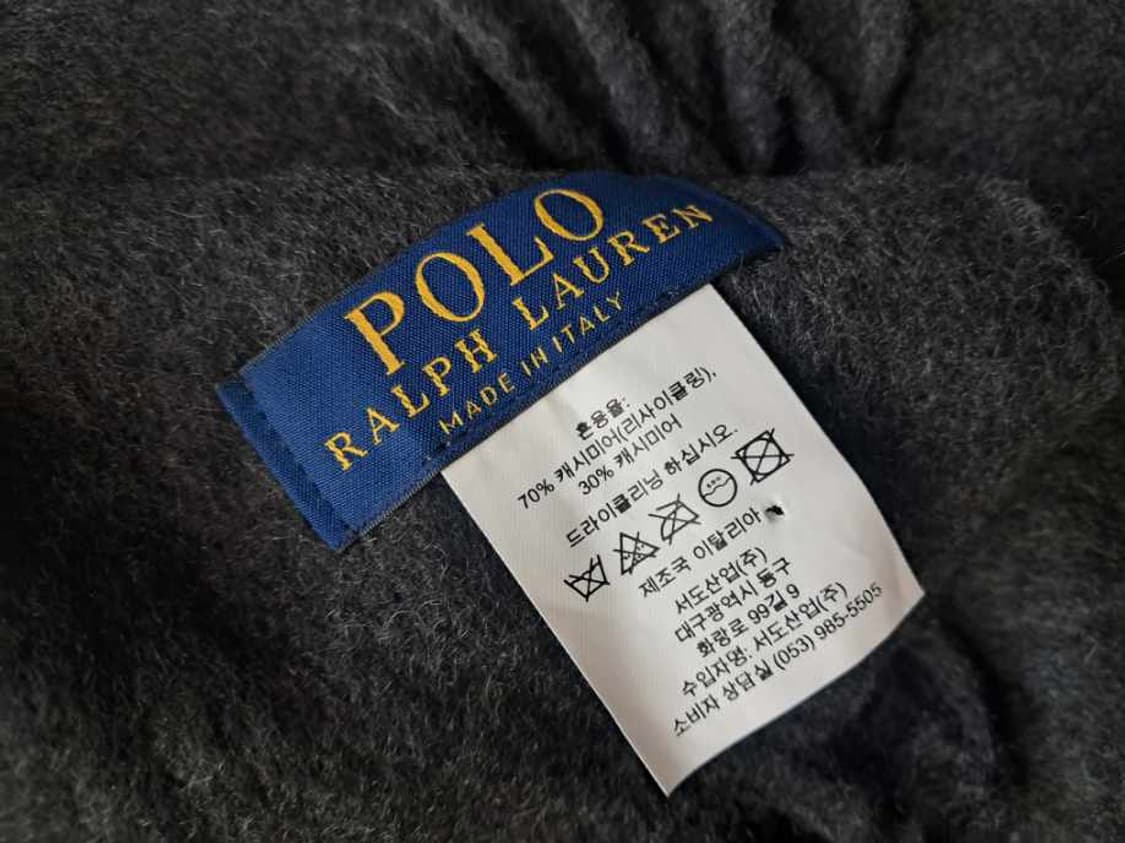 POLO
RALPH LAUREN
MADE IN ITALY
혼용율:
70% 캐시미어(리사이클링),
30% 캐시미어
드라이클리닝 하십시오.
제조국 이탈리아
서도산업(주)
대구광역시 동구
화랑로 99길 9
수입자명: 서도산업(주)
소비자 상담실 (053) 985-5505